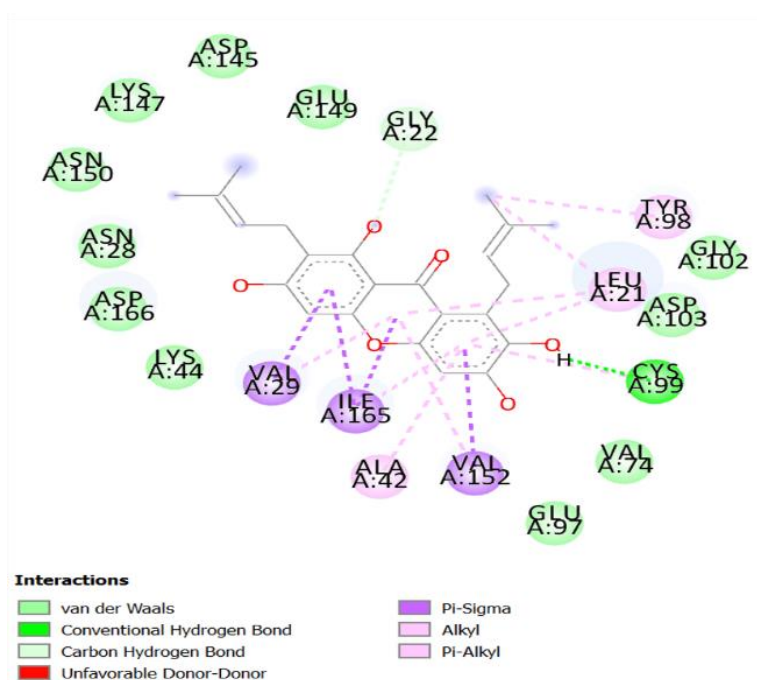 ASP
A:145
LYS
A:147
GLU
A:149
GLY
A:22
ASN
A:150
TYR
A:98
ASN
A:28
GLY
A:102
LEU
A:21
O
O
O
ASP
A:166
ASP
A:103
O
O
H
LYS
A:44
VAL
A:29
CYS
A:99
ILE
A:165
O
ALA
A:42
VAL
A:152
VAL
A:74
GLU
A:97
Interactions
van der Waals
Conventional Hydrogen Bond
Carbon Hydrogen Bond
Unfavorable Donor-Donor
Pi-Sigma
Alkyl
Pi-Alkyl